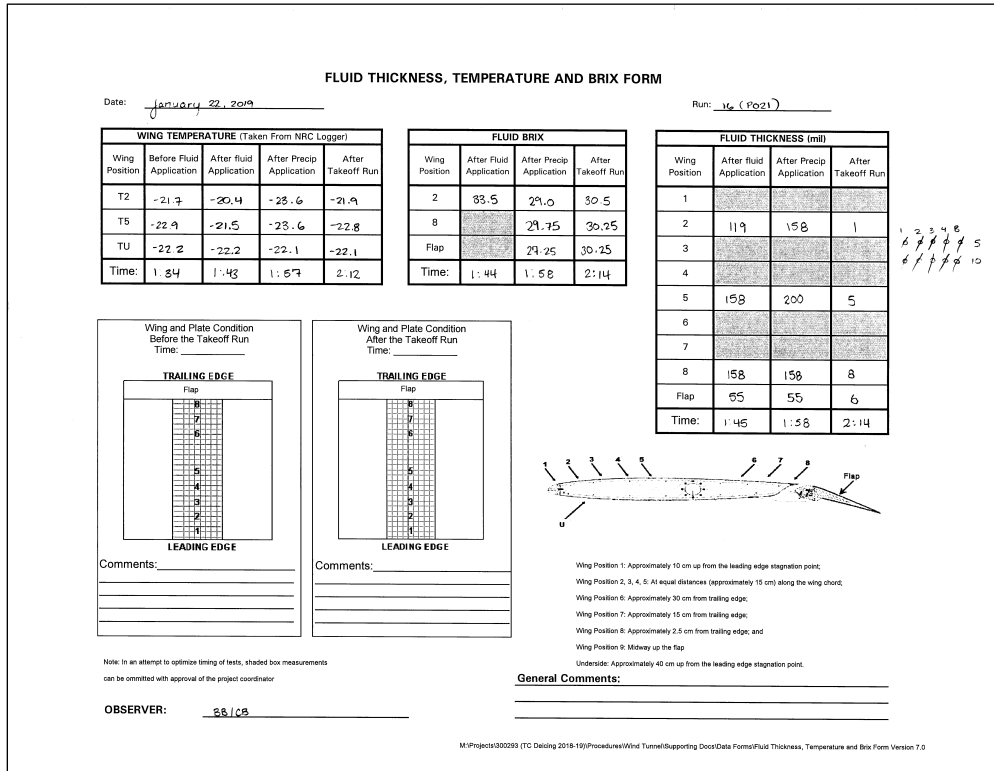 FLUID THICKNESS, TEMPERATURE AND BRIX FORM
Date: January 22, 2019 Run: 16 (P021)
WING TEMPERATURE (Taken From NRC Logger)
Wing Position Before Fluid Application After fluid Application After Precip Application After Takeoff Run
T2 -21.7 -20.4 -23.6 -21.9
T5 -22.9 -21.5 -23.6 -22.8
TU -22.2 -22.2 -22.1 -22.1
Time: 1:34 1:43 1:57 2:12
FLUID BRIX
Wing Position After Fluid Application After Precip Application After Takeoff Run
2 33.5 29.0 30.5
8 29.75 30.25
Flap 29.25 30.25
Time: 1:44 1:58 2:14
FLUID THICKNESS (mil)
Wing Position After fluid Application After Precip Application After Takeoff Run
1
2 119 158 1
3
4
5 158 200 5
6
7
8 158 158 8
Flap 55 55 6
Time: 1:45 1:58 2:14
1 2 3 4 8
5
10
Wing and Plate Condition
Before the Takeoff Run
Time:
TRAILING EDGE
Flap
8
7
6
5
4
3
2
1
LEADING EDGE
Comments:
Wing and Plate Condition
After the Takeoff Run
Time:
TRAILING EDGE
Flap
8
7
6
5
4
3
2
1
LEADING EDGE
Comments:
1 2 3 4 5 6 7 8 Flap
U
Wing Position 1: Approximately 10 cm up from the leading edge stagnation point;
Wing Position 2, 3, 4, 5: At equal distances (approximately 15 cm) along the wing chord;
Wing Position 6: Approximately 30 cm from trailing edge;
Wing Position 7: Approximately 15 cm from trailing edge;
Wing Position 8: Approximately 2.5 cm from trailing edge; and
Wing Position 9: Midway up the flap
Underside: Approximately 40 cm up from the leading edge stagnation point.
Note: In an attempt to optimize timing of tests, shaded box measurements
can be ommitted with approval of the project coordinator
General Comments:
OBSERVER: BB/CB
M:\Projects\300293 (TC Deicing 2018-19)\Procedures\Wind Tunnel\Supporting Docs\Data Forms\Fluid Thickness, Temperature and Brix Form Version 7.0